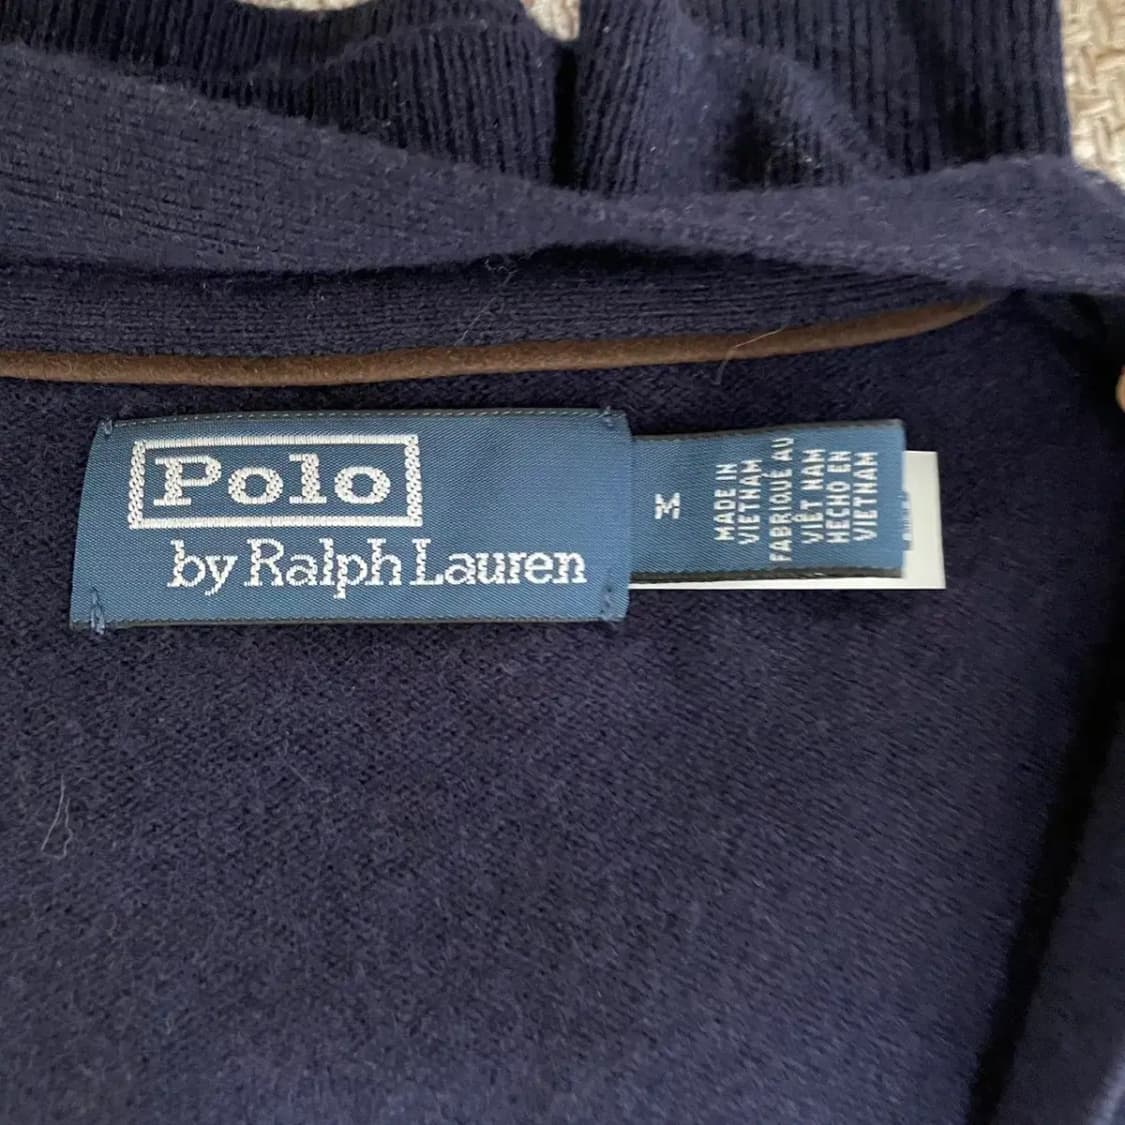 Polo
by Ralph Lauren
M
MADE IN
VIETNAM
FABRIQUÉ AU
VIÊT NAM
HECHO EN
VIETNAM